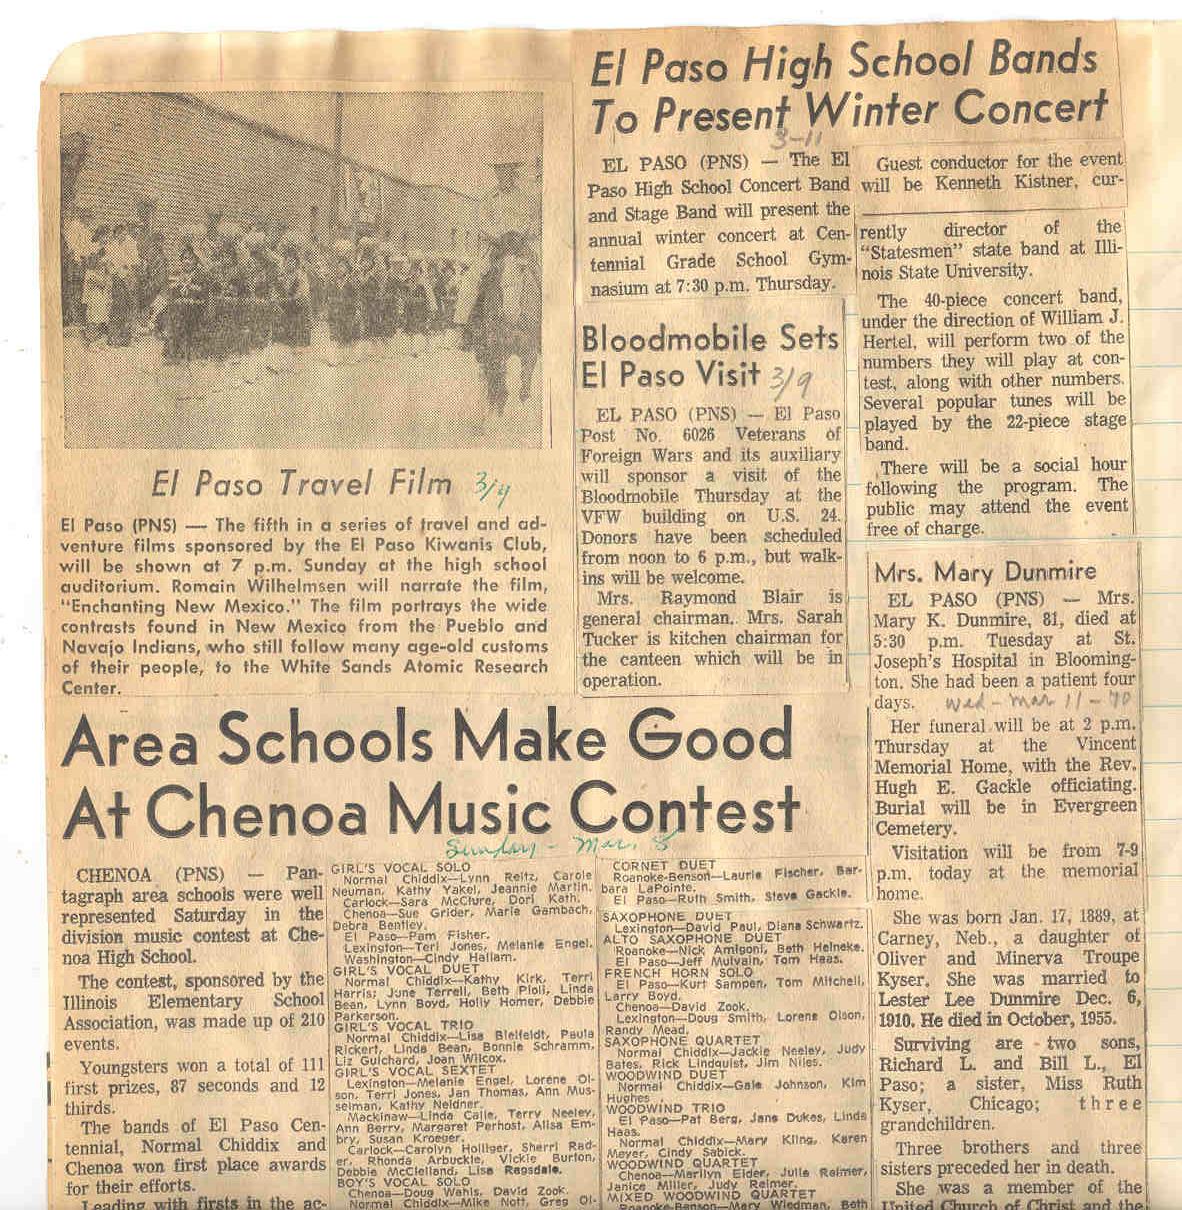 El Paso High School Bands
To Present Winter Concert
3-11
EL PASO (PNS) — The El
Paso High School Concert Band
and Stage Band will present the
annual winter concert at Cen-
tennial Grade School Gym-
nasium at 7:30 p.m. Thursday.
Guest conductor for the event
will be Kenneth Kistner, cur-
rently director of the
"Statesmen" state band at Illi-
nois State University.
The 40-piece concert band,
under the direction of William J.
Hertel, will perform two of the
numbers they will play at con-
test, along with other numbers.
Several popular tunes will be
played by the 22-piece stage
band.
There will be a social hour
following the program. The
public may attend the event
free of charge.
Bloodmobile Sets
El Paso Visit 3/9
EL PASO (PNS) — El Paso
Post No. 6026 Veterans of
Foreign Wars and its auxiliary
will sponsor a visit of the
Bloodmobile Thursday at the
VFW building on U.S. 24.
Donors have been scheduled
from noon to 6 p.m., but walk-
ins will be welcome.
Mrs. Raymond Blair is
general chairman. Mrs. Sarah
Tucker is kitchen chairman for
the canteen which will be in
operation.
El Paso Travel Film 3/9
El Paso (PNS) — The fifth in a series of travel and ad-
venture films sponsored by the El Paso Kiwanis Club,
will be shown at 7 p.m. Sunday at the high school
auditorium. Romain Wilhelmsen will narrate the film,
"Enchanting New Mexico." The film portrays the wide
contrasts found in New Mexico from the Pueblo and
Navajo Indians, who still follow many age-old customs
of their people, to the White Sands Atomic Research
Center.
Mrs. Mary Dunmire
EL PASO (PNS) — Mrs.
Mary K. Dunmire, 81, died at
5:30 p.m. Tuesday at St.
Joseph's Hospital in Blooming-
ton. She had been a patient four
days. Wed - Mar 11 - 70
Her funeral will be at 2 p.m.
Thursday at the Vincent
Memorial Home, with the Rev.
Hugh E. Gackle officiating.
Burial will be in Evergreen
Cemetery.
Visitation will be from 7-9
p.m. today at the memorial
home.
She was born Jan. 17, 1889, at
Carney, Neb., a daughter of
Oliver and Minerva Troupe
Kyser. She was married to
Lester Lee Dunmire Dec. 6,
1910. He died in October, 1955.
Surviving are two sons,
Richard L. and Bill L., El
Paso; a sister, Miss Ruth
Kyser, Chicago; three
grandchildren.
Three brothers and three
sisters preceded her in death.
She was a member of the
United Church of Christ and the
Area Schools Make Good
At Chenoa Music Contest
Sunday - Mar. 8
CHENOA (PNS) — Pan-
tagraph area schools were well
represented Saturday in the
division music contest at Che-
noa High School.
The contest, sponsored by the
Illinois Elementary School
Association, was made up of 210
events.
Youngsters won a total of 111
first prizes, 87 seconds and 12
thirds.
The bands of El Paso Cen-
tennial, Normal Chiddix and
Chenoa won first place awards
for their efforts.
Leading with firsts in the ac-
GIRL'S VOCAL SOLO
Normal Chiddix—Lynn Reitz, Carole
Neuman, Kathy Yakel, Jeannie Martin.
Carlock—Sara McClure, Dori Kath.
Chenoa—Sue Grider, Marie Gambach,
Debra Bentley.
El Paso—Pam Fisher.
Lexington—Teri Jones, Melanie Engel.
Washington—Cindy Hallam.
GIRL'S VOCAL DUET
Normal Chiddix—Kathy Kirk, Terri
Harris; June Terrell, Beth Ploli, Linda
Bean, Lynn Boyd, Holly Homer, Debbie
Parkerson.
GIRL'S VOCAL TRIO
Normal Chiddix—Lisa Bielfeldt, Paula
Rickert, Linda Bean, Bonnie Schramm,
Liz Guichard, Joan Wilcox.
GIRL'S VOCAL SEXTET
Lexington—Melanie Engel, Lorene Ol-
son, Terri Jones, Jan Thomas, Ann Mus-
selman, Kathy Neldner.
Mackinaw—Linda Calle, Terry Neeley,
Ann Berry, Margaret Perhost, Ailsa Em-
bry, Susan Kroeger.
Carlock—Carolyn Holliger, Sherri Rad-
er, Rhonda Arbuckle, Vickie Burton,
Debbie McClelland, Lisa Ragsdale.
BOY'S VOCAL SOLO
Chenoa—Doug Wahls, David Zook.
Normal Chiddix—Mike Nott, Greg Ol-
CORNET DUET
Roanoke-Benson—Laurie Fischer, Bar-
bara LaPointe.
El Paso—Ruth Smith, Steve Gackle.
SAXOPHONE DUET
Lexington—David Paul, Diana Schwartz.
ALTO SAXOPHONE DUET
Roanoke—Nick Amigoni, Beth Heineke.
El Paso—Jeff Mulvain, Tom Haas.
FRENCH HORN SOLO
El Paso—Kurt Sampen, Tom Mitchell,
Larry Boyd.
Chenoa—David Zook.
Lexington—Doug Smith, Lorene Olson,
Randy Mead.
SAXOPHONE QUARTET
Normal Chiddix—Jackie Neeley, Judy
Bates, Rick Lindquist, Jim Niles.
WOODWIND DUET
Normal Chiddix—Gale Johnson, Kim
Hughes
WOODWIND TRIO
El Paso—Pat Berg, Jane Dukes, Linda
Haas.
Normal Chiddix—Mary Kling, Karen
Meyer, Cindy Sabick.
WOODWIND QUARTET
Chenoa—Marilyn Elder, Julie Reimer,
Janice Miller, Judy Reimer.
MIXED WOODWIND QUARTET
Roanoke-Benson—Mary Wiedman, Beth